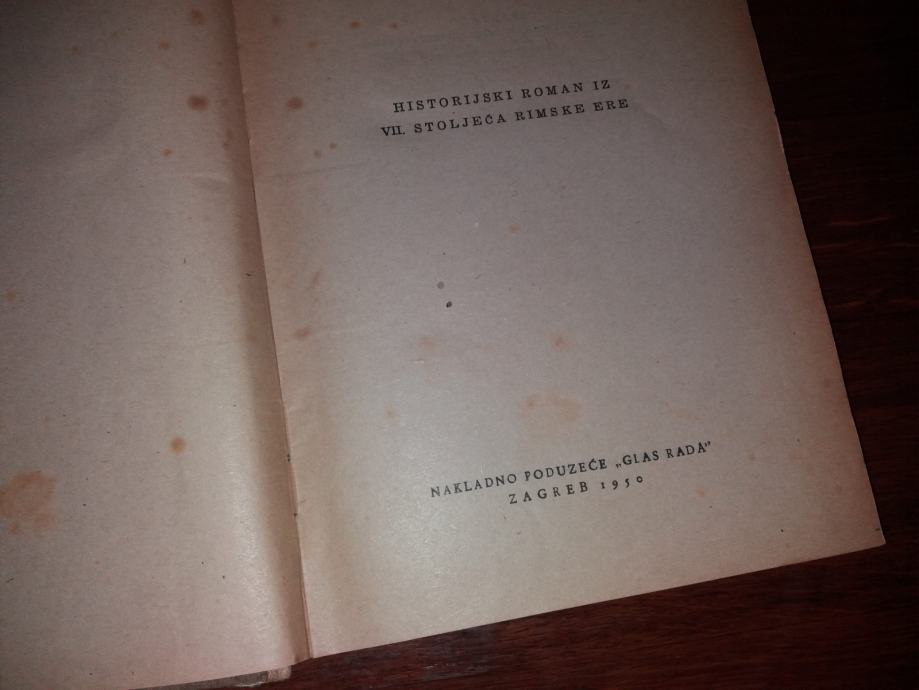 HISTORIJSKI ROMAN IZ
VII. STOLJEĆA RIMSKE ERE
NAKLADNO PODUZEĆE „GLAS RADA”
ZAGREB 1950